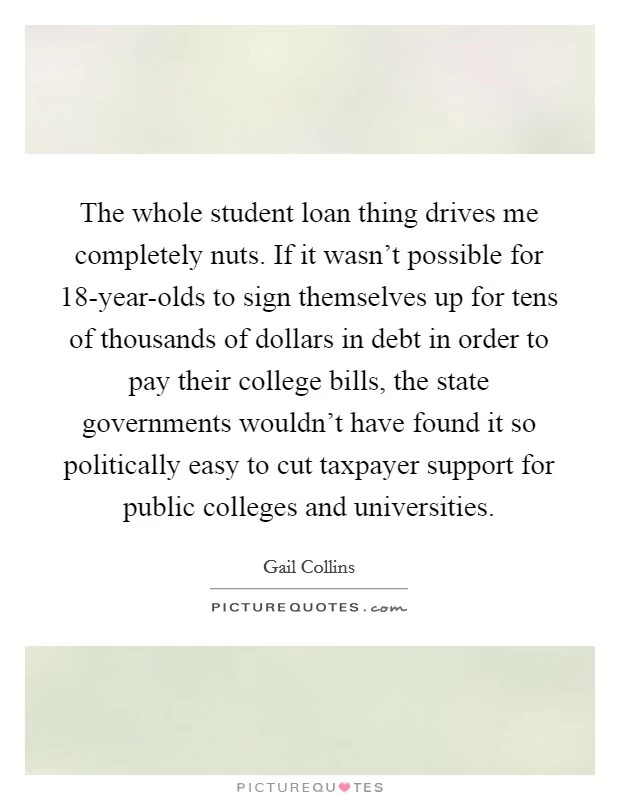 The whole student loan thing drives me
completely nuts. If it wasn’t possible for
18-year-olds to sign themselves up for tens
of thousands of dollars in debt in order to
pay their college bills, the state
governments wouldn’t have found it so
politically easy to cut taxpayer support for
public colleges and universities.
Gail Collins
PICTUREQUOTES.com
PICTUREQUOTES